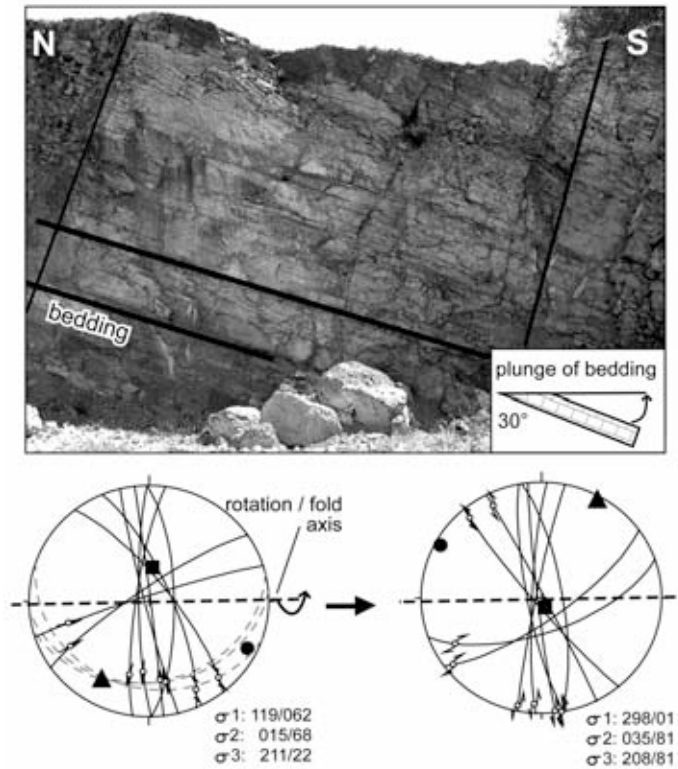 N
S
bedding
plunge of bedding
30°
rotation / fold
axis
σ1: 119/062
σ2: 015/68
σ3: 211/22
σ1: 298/01
σ2: 035/81
σ3: 208/81